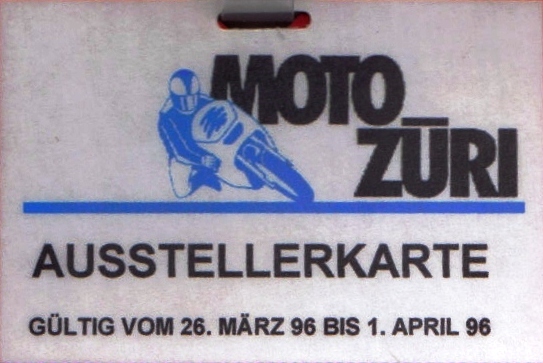 MOTO
ZÜRI
AUSSTELLERKARTE
GÜLTIG VOM 26. MÄRZ 96 BIS 1. APRIL 96